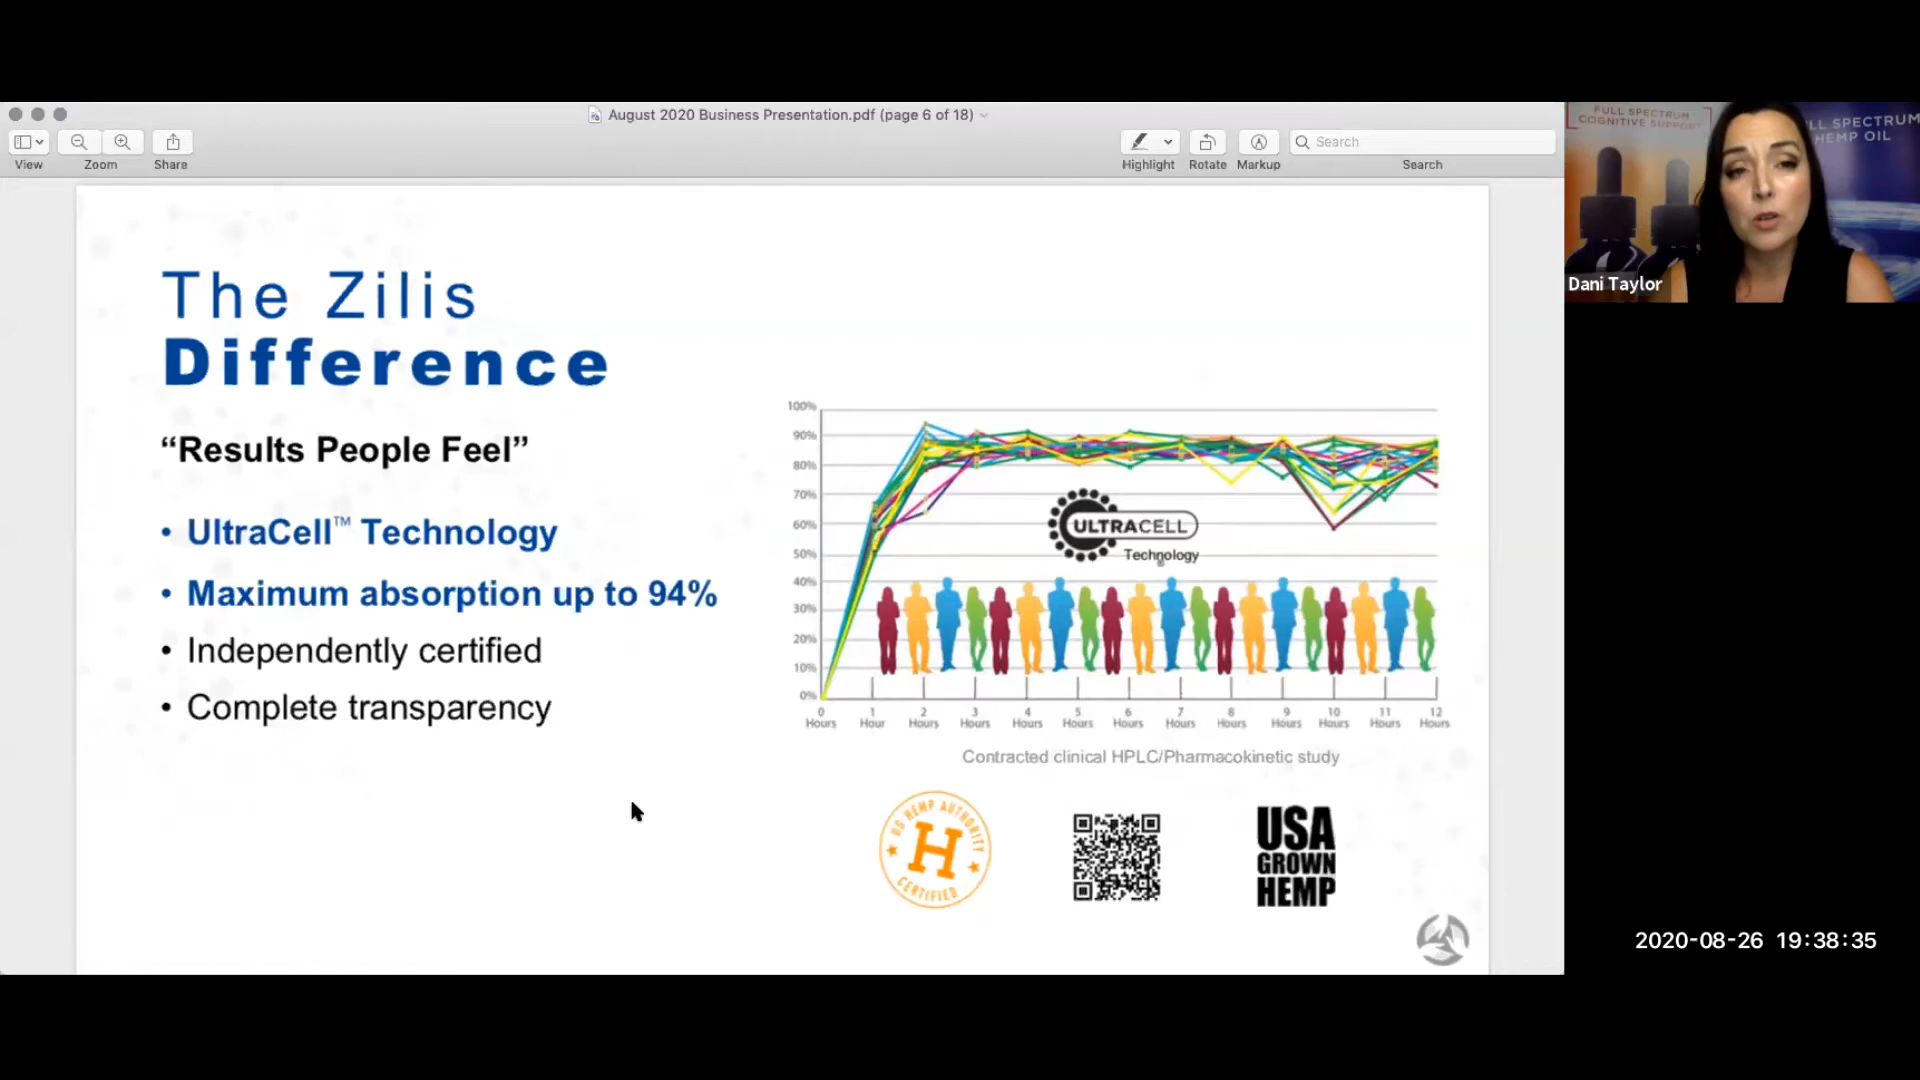 August 2020 Business Presentation.pdf (page 6 of 18)
View
Zoom
Share
Highlight
Rotate
Markup
Search
Search
The Zilis
Difference
“Results People Feel”
• UltraCell™ Technology
• Maximum absorption up to 94%
• Independently certified
• Complete transparency
100%
90%
80%
70%
60%
50%
40%
30%
20%
10%
0%
ULTRACELL
Technology
0 1 2 3 4 5 6 7 8 9 10 11 12
Hours Hour Hours Hours Hours Hours Hours Hours Hours Hours Hours Hours Hours
Contracted clinical HPLC/Pharmacokinetic study
US HEMP AUTHORITY
H
CERTIFIED
USA
GROWN
HEMP
FULL SPECTRUM
COGNITIVE SUPPORT
LL SPECTRUM
HEMP OIL
Dani Taylor
2020-08-26 19:38:35